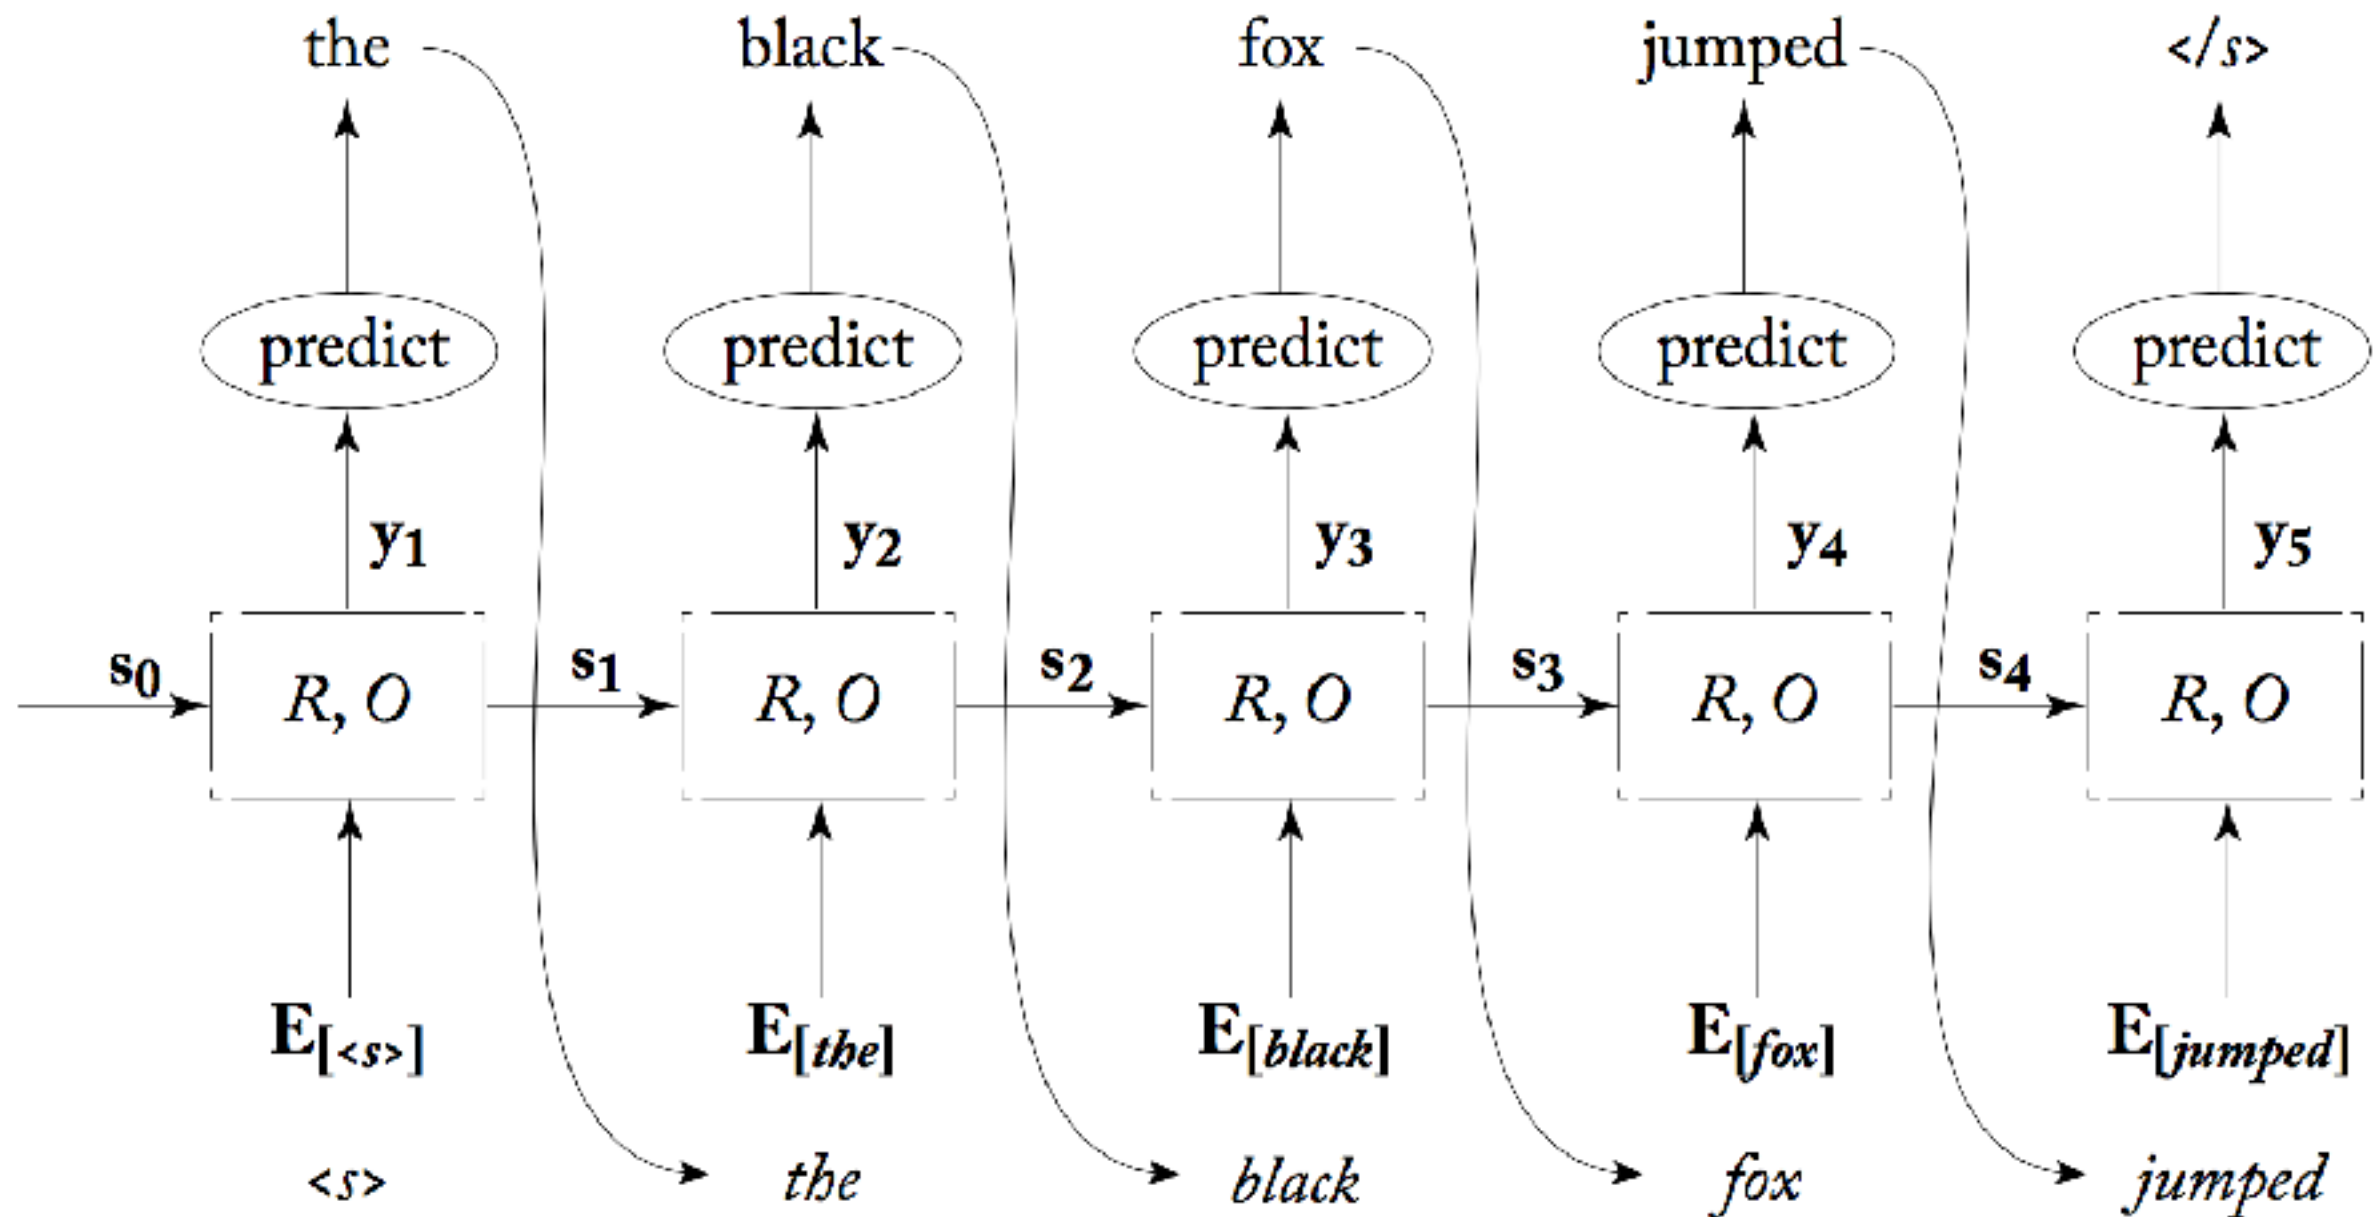 the black fox jumped </s>
predict predict predict predict predict
y1 y2 y3 y4 y5
s0 R, O s1 R, O s2 R, O s3 R, O s4 R, O
E[<s>] E[the] E[black] E[fox] E[jumped]
<s> the black fox jumped